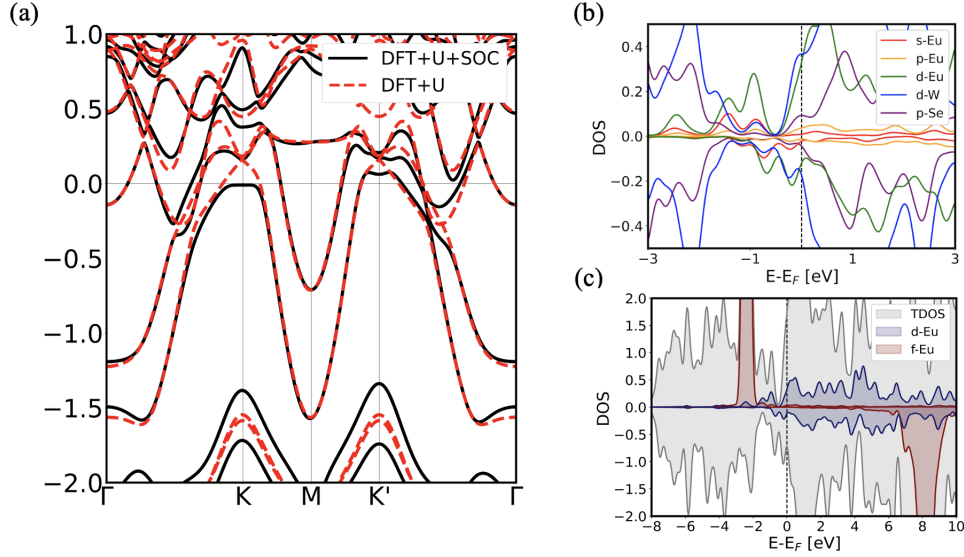 (a)
1.0
0.5
0.0
−0.5
−1.0
−1.5
−2.0
DFT+U+SOC
DFT+U
Γ K M K' Γ
(b)
DOS
0.4
0.2
0.0
−0.2
−0.4
s-Eu
p-Eu
d-Eu
d-W
p-Se
−3 −1 1 3
E-E_F [eV]
(c)
DOS
2.0
1.5
1.0
0.5
0.0
−0.5
−1.0
−1.5
−2.0
TDOS
d-Eu
f-Eu
−8 −6 −4 −2 0 2 4 6 8 10
E-E_F [eV]